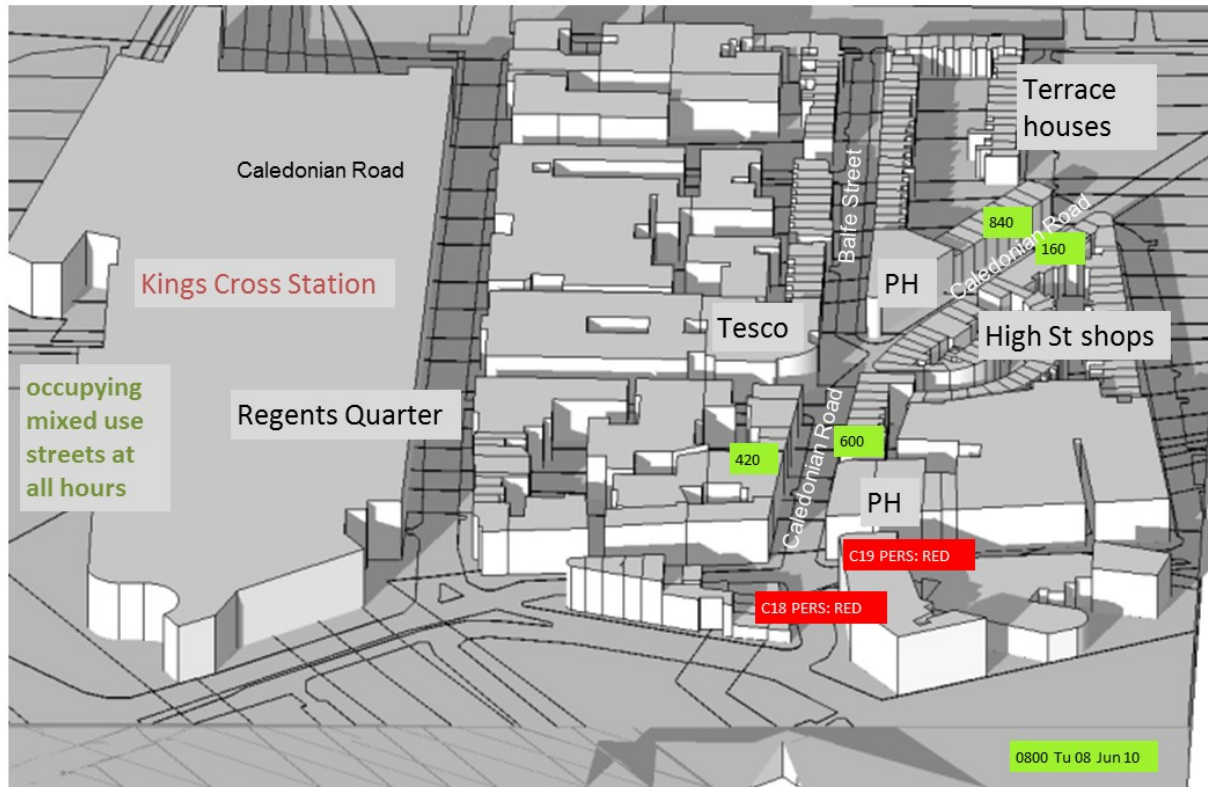 Terrace
houses
Caledonian Road
Balfe Street
840
Caledonian Road
160
Kings Cross Station
PH
Tesco
High St shops
occupying
mixed use
streets at
all hours
Regents Quarter
420
Caledonian Road
600
PH
C19 PERS: RED
C18 PERS: RED
0800 Tu 08 Jun 10